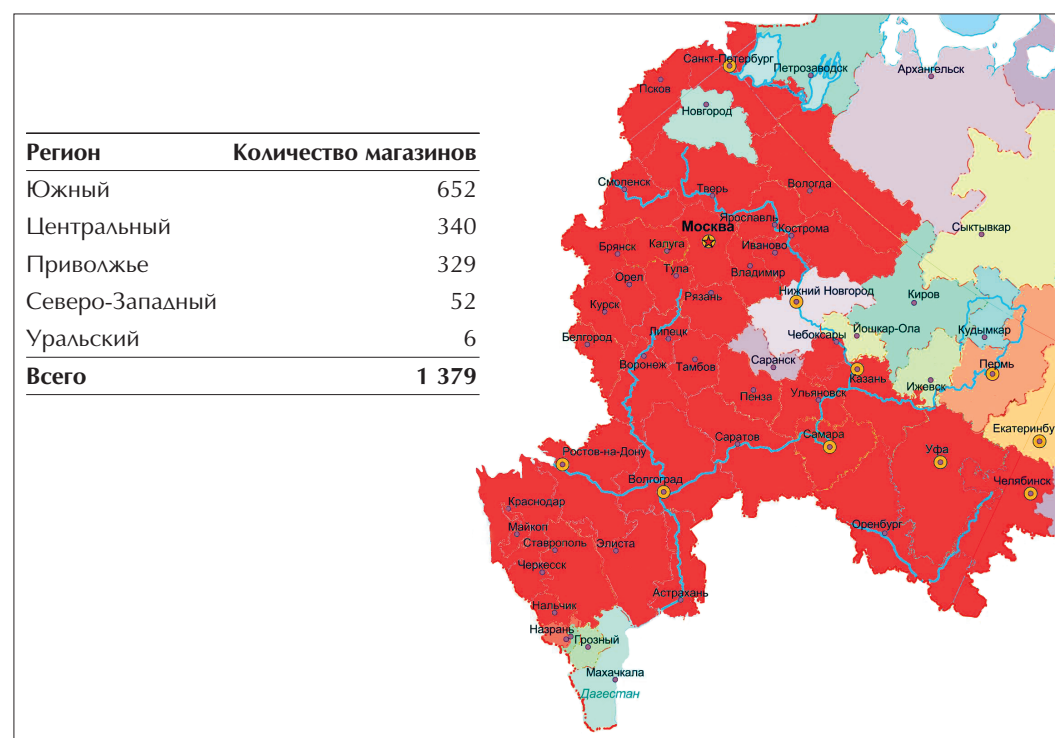 Регион Количество магазинов
Южный 652
Центральный 340
Приволжье 329
Северо-Западный 52
Уральский 6
Всего 1 379
Санкт-Петербург
Петрозаводск
Архангельск
Псков
Новгород
Смоленск
Тверь
Вологда
Ярославль
Москва
Кострома
Сыктывкар
Брянск
Калуга
Иваново
Тула
Владимир
Орел
Рязань
Нижний Новгород
Киров
Курск
Белгород
Липецк
Чебоксары
Йошкар-Ола
Кудымкар
Воронеж
Тамбов
Саранск
Казань
Пермь
Пенза
Ульяновск
Ижевск
Екатеринбу
Ростов-на-Дону
Саратов
Самара
Уфа
Волгоград
Челябинск
Краснодар
Майкоп
Ставрополь
Элиста
Оренбург
Черкесск
Астрахань
Нальчик
Назрань
Грозный
Махачкала
Дагестан